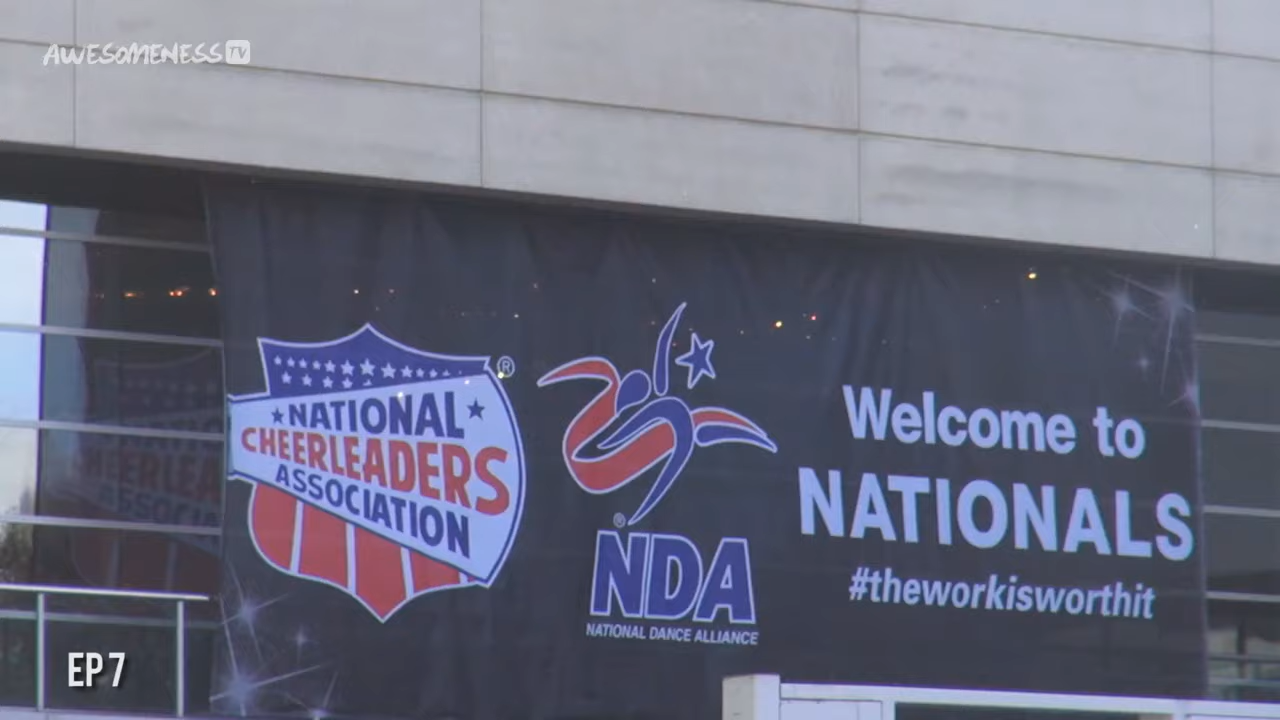 AWESOMENESS TV
NATIONAL
CHEERLEADERS
ASSOCIATION
®
®
NDA
NATIONAL DANCE ALLIANCE
Welcome to
NATIONALS
#theworkisworthit
EP 7